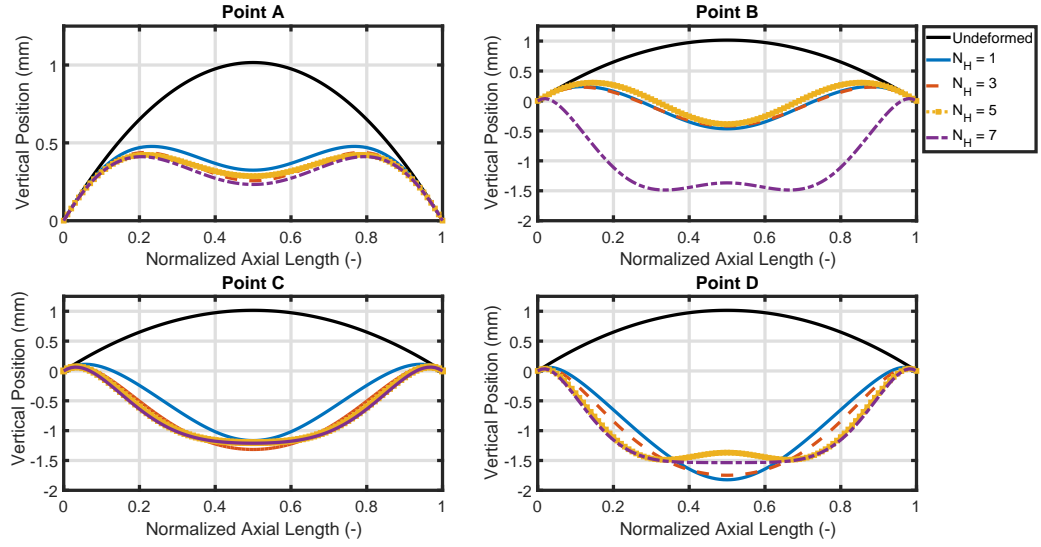 Point A
Vertical Position (mm)
1
0.5
0
0 0.2 0.4 0.6 0.8 1
Normalized Axial Length (-)
Point B
Vertical Position (mm)
1
0.5
0
-0.5
-1
-1.5
-2
0 0.2 0.4 0.6 0.8 1
Normalized Axial Length (-)
Undeformed
N_H = 1
N_H = 3
N_H = 5
N_H = 7
Point C
Vertical Position (mm)
1
0.5
0
-0.5
-1
-1.5
-2
0 0.2 0.4 0.6 0.8 1
Normalized Axial Length (-)
Point D
Vertical Position (mm)
1
0.5
0
-0.5
-1
-1.5
-2
0 0.2 0.4 0.6 0.8 1
Normalized Axial Length (-)